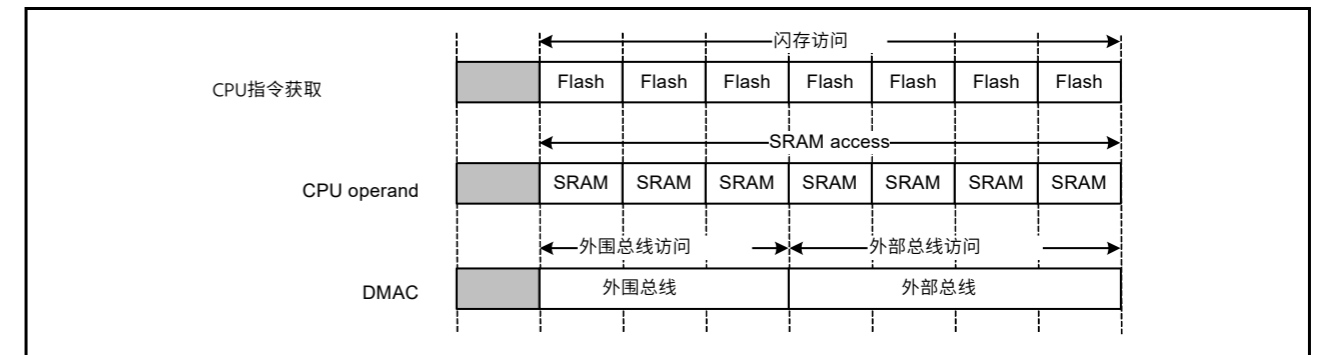 闪存访问
CPU指令获取 Flash Flash Flash Flash Flash Flash Flash
SRAM access
CPU operand SRAM SRAM SRAM SRAM SRAM SRAM SRAM
外围总线访问 外部总线访问
DMAC 外围总线 外部总线